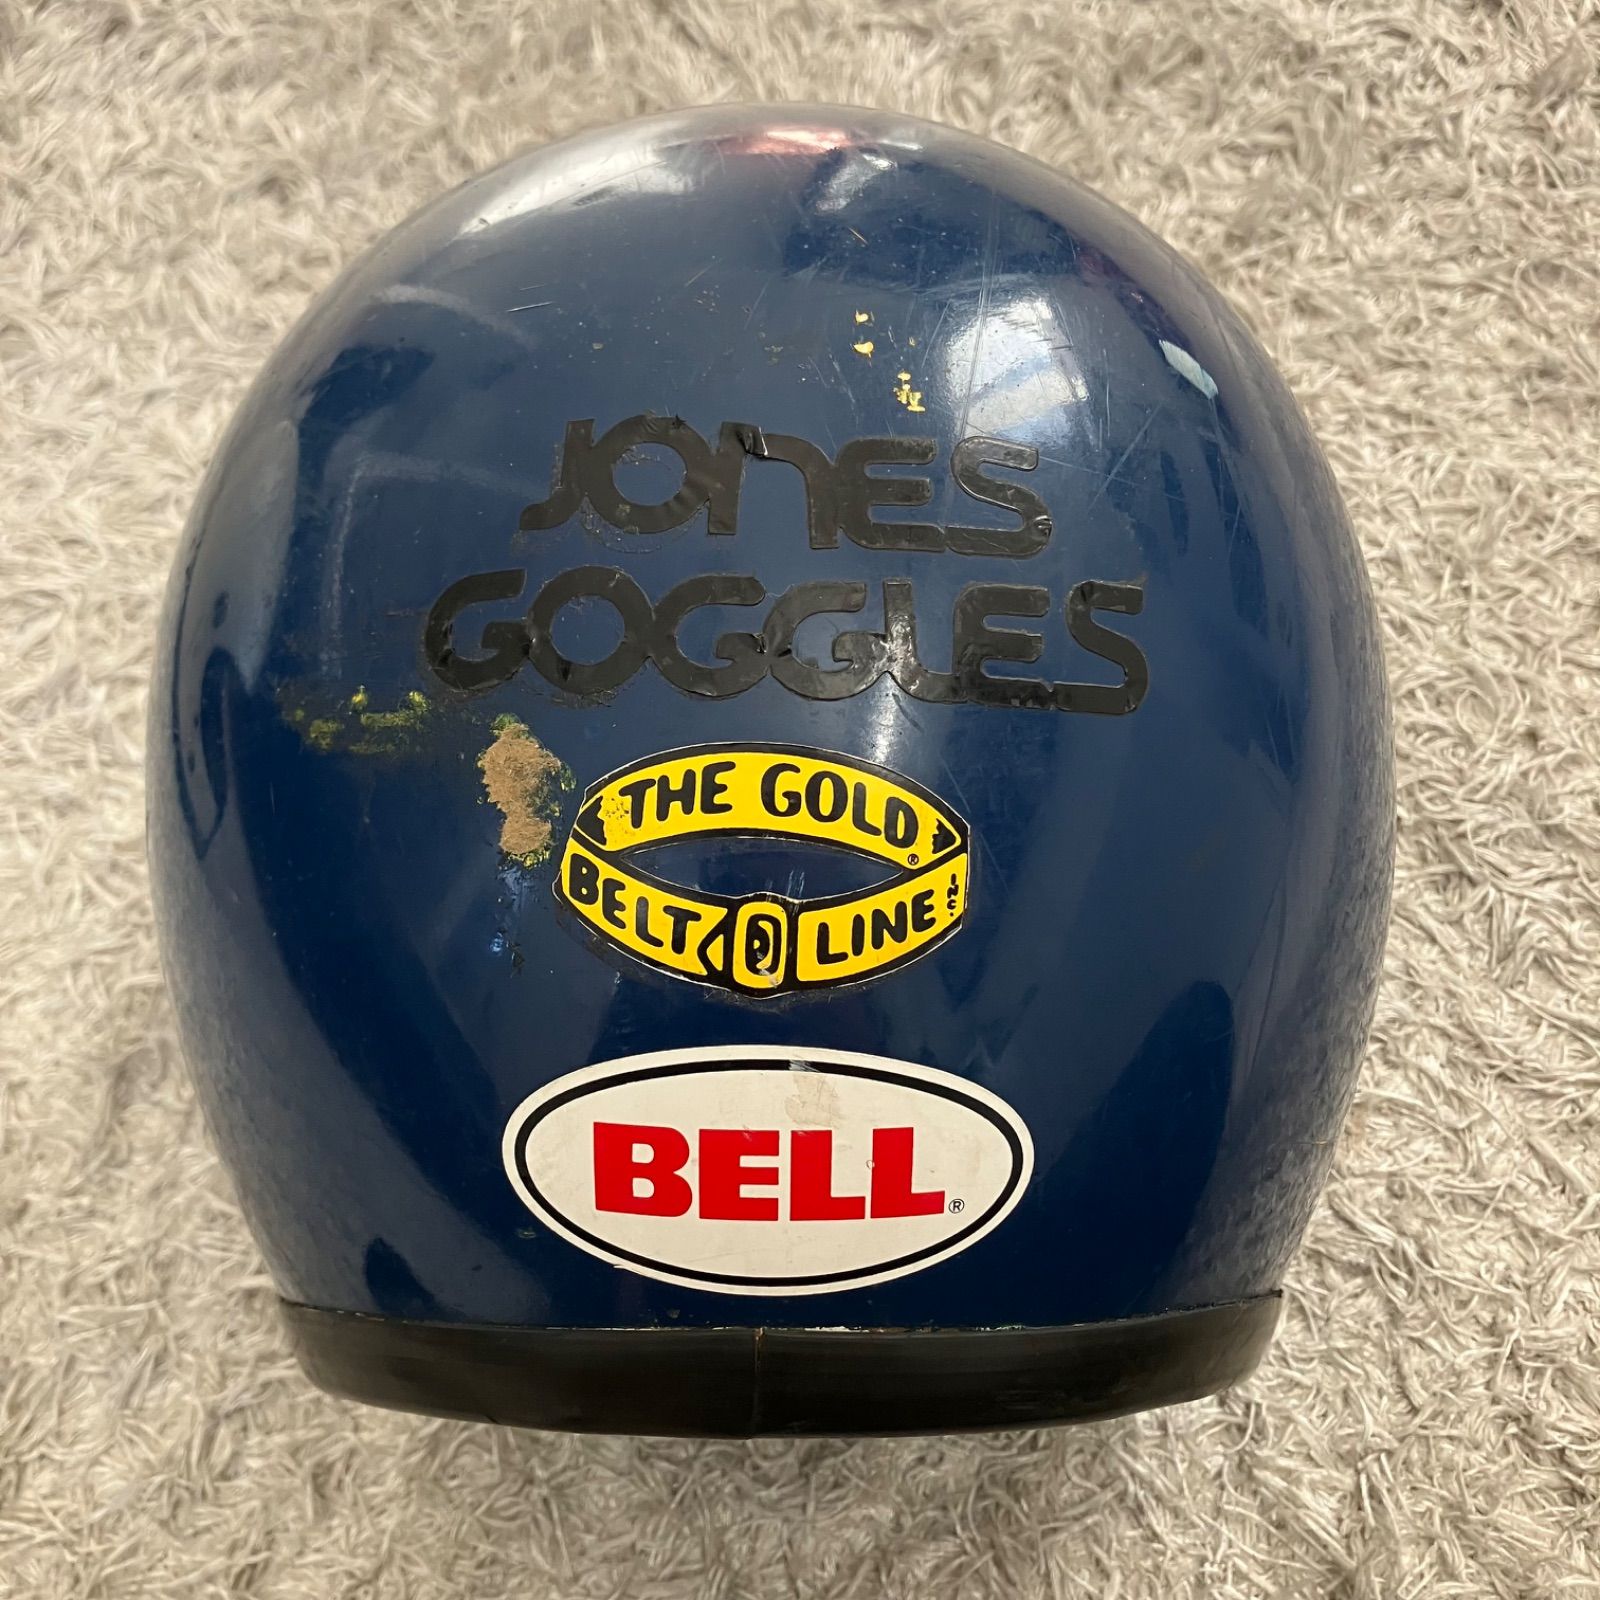 JONES
GOGGLES
THE GOLD ®
BELT LINE INC.
BELL ®